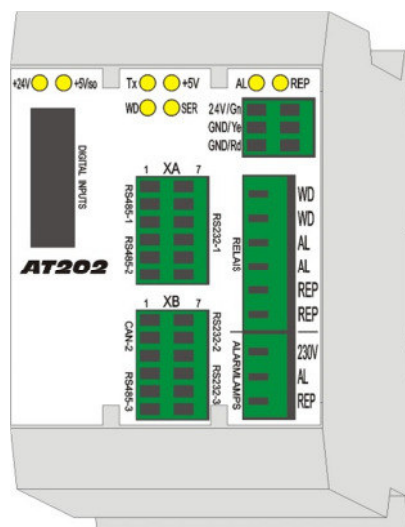 +24V +5Viso
Tx +5V
WD SER
AL REP
24V/Gn
GND/Ye
GND/Rd
DIGITAL INPUTS
AT202
1 XA 7
RS485-1
RS485-2
RS232-1
1 XB 7
CAN-2
RS485-3
RS232-2
RS232-3
RELAIS
WD
WD
AL
AL
REP
REP
ALARMLAMPS
230V
AL
REP